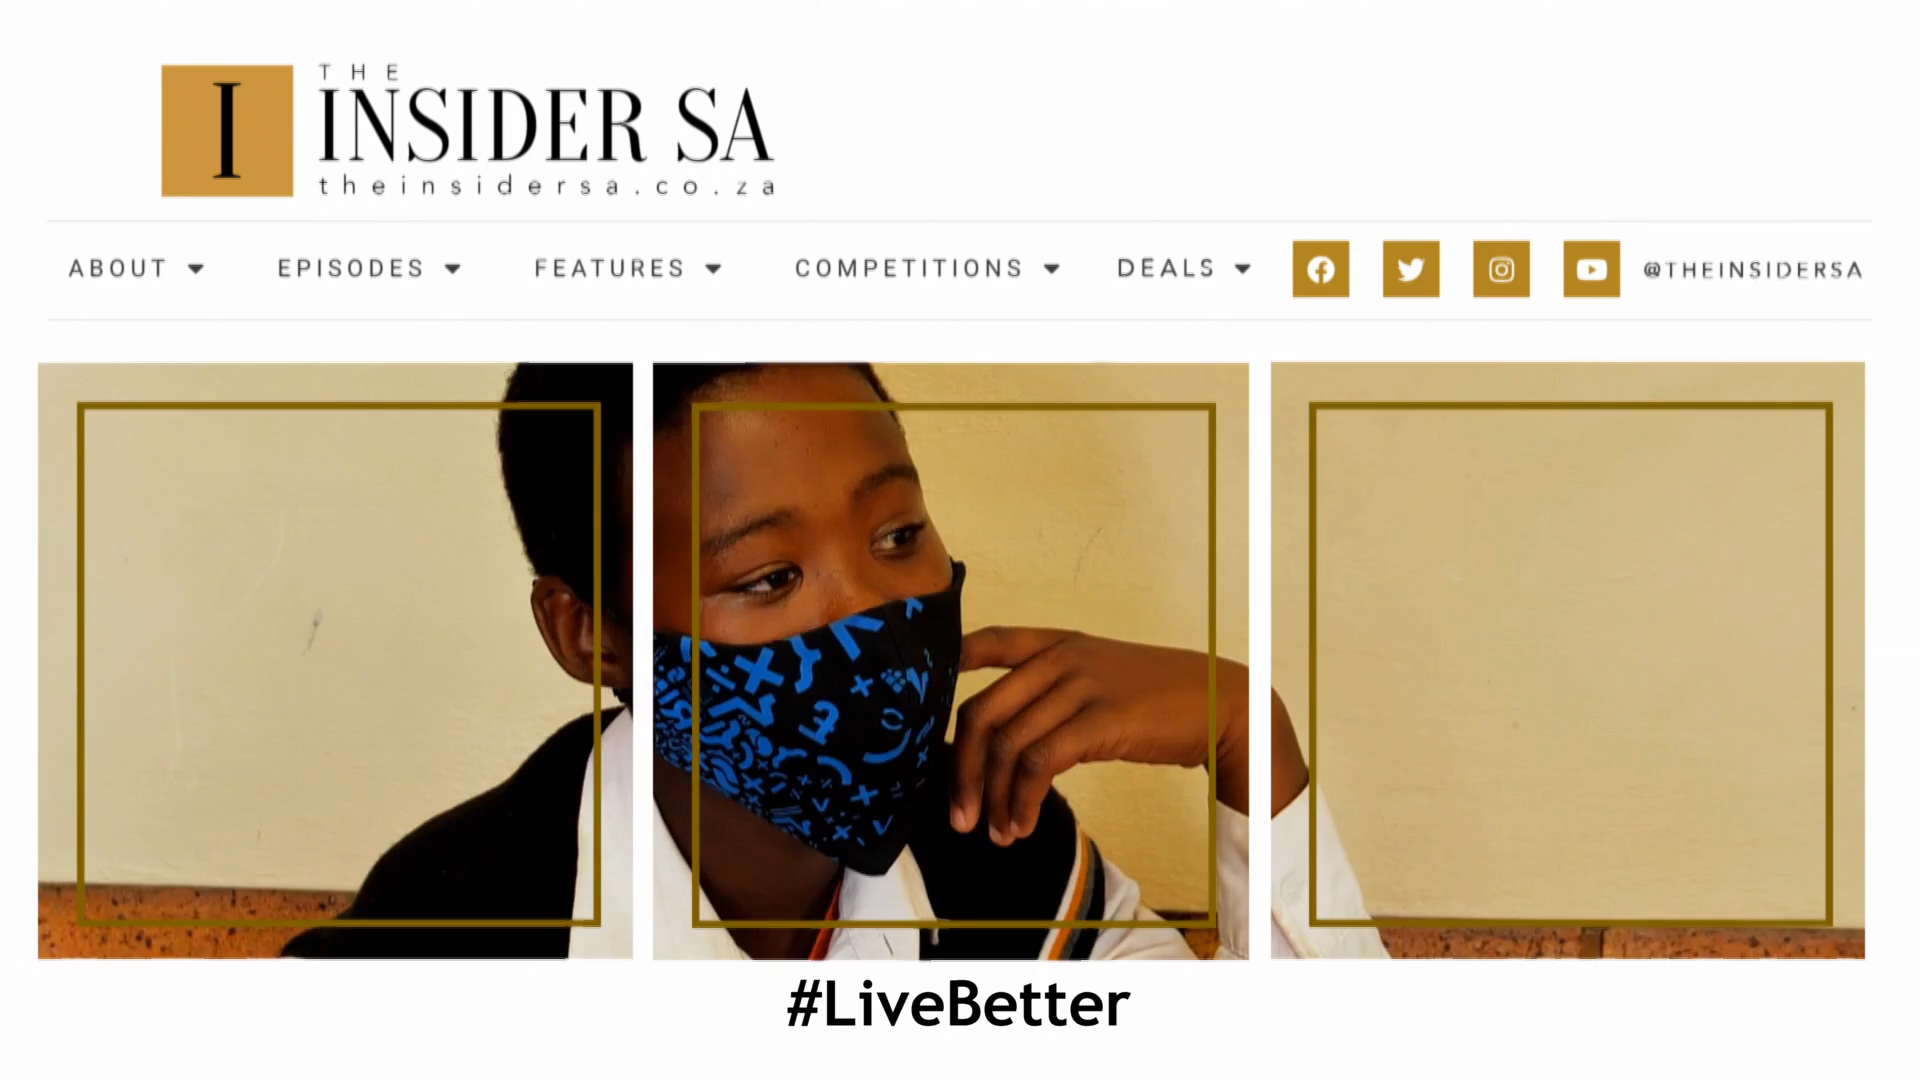 I
THE
INSIDER SA
theinsidersa.co.za
ABOUT
EPISODES
FEATURES
COMPETITIONS
DEALS
@THEINSIDERSA
#LiveBetter